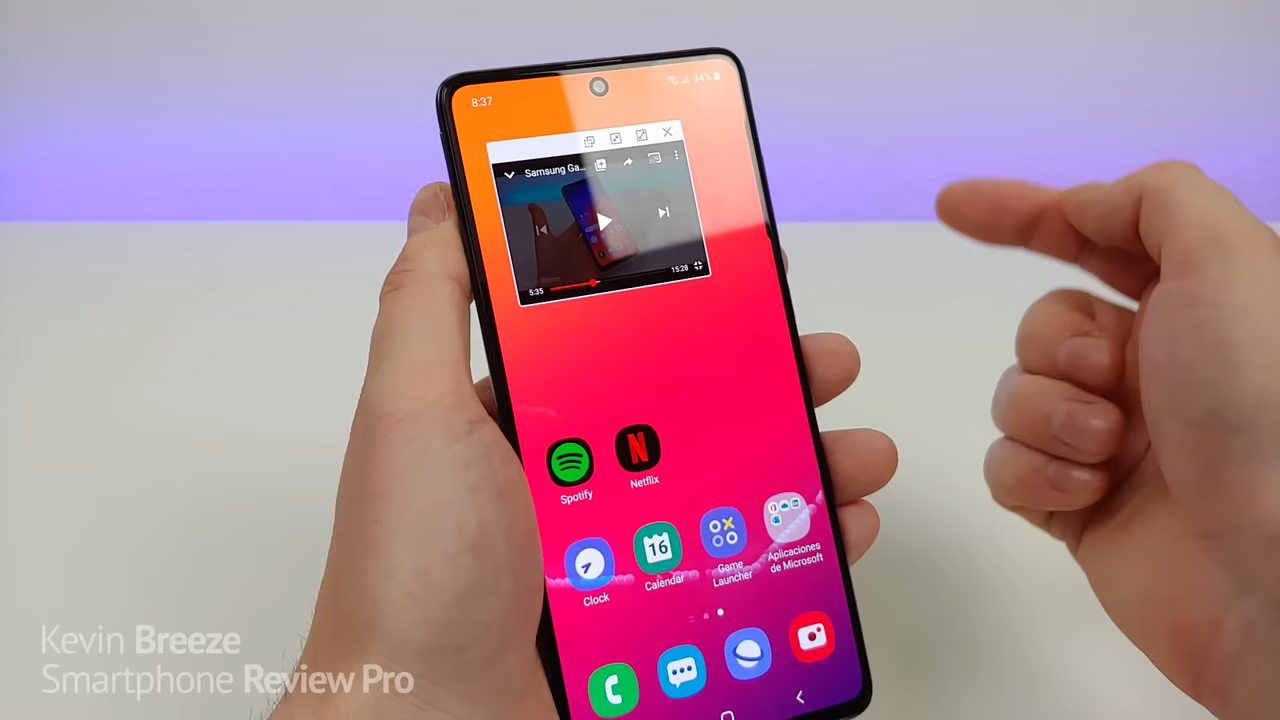 8:37
94%
Samsung Ga...
5:35
15:28
N
Spotify
Netflix
16
Clock
Calendar
Game
Launcher
Aplicaciones
de Microsoft
Kevin Breeze
Smartphone Review Pro